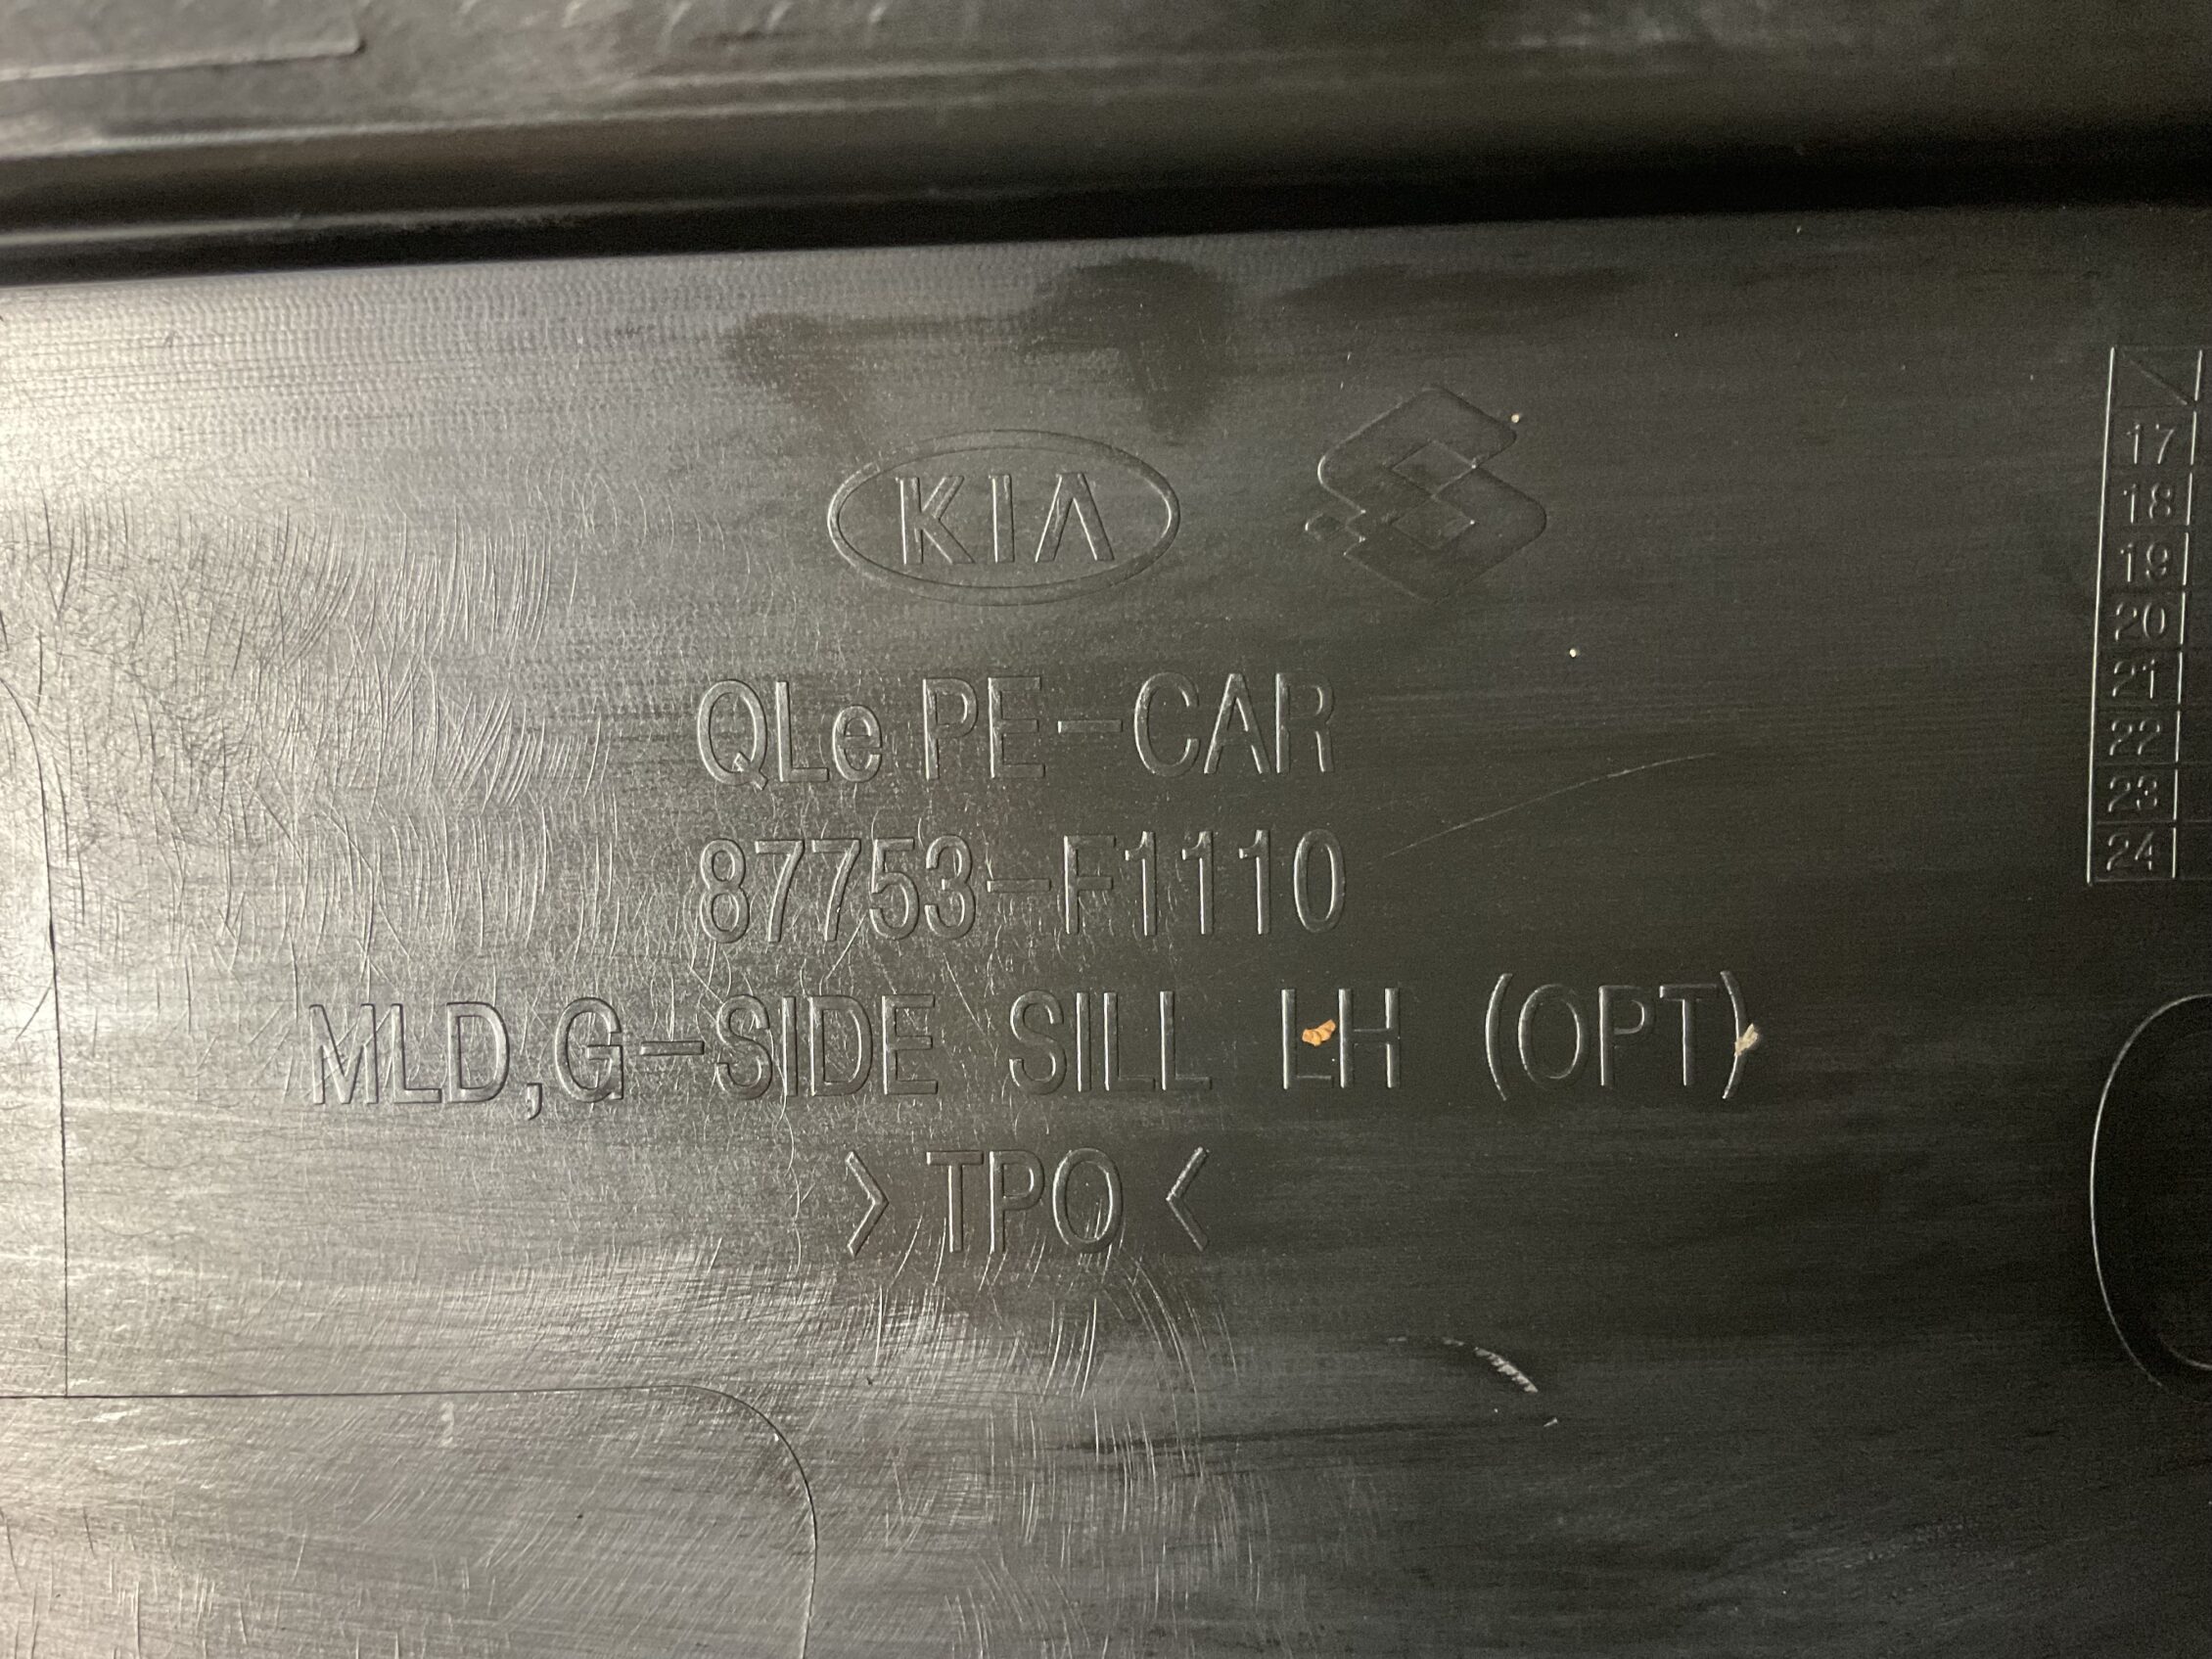 KIA
QLe PE-CAR
87753-F1110
MLD,G-SIDE SILL LH (OPT)
>TPO<
17
18
19
20
21
22
23
24